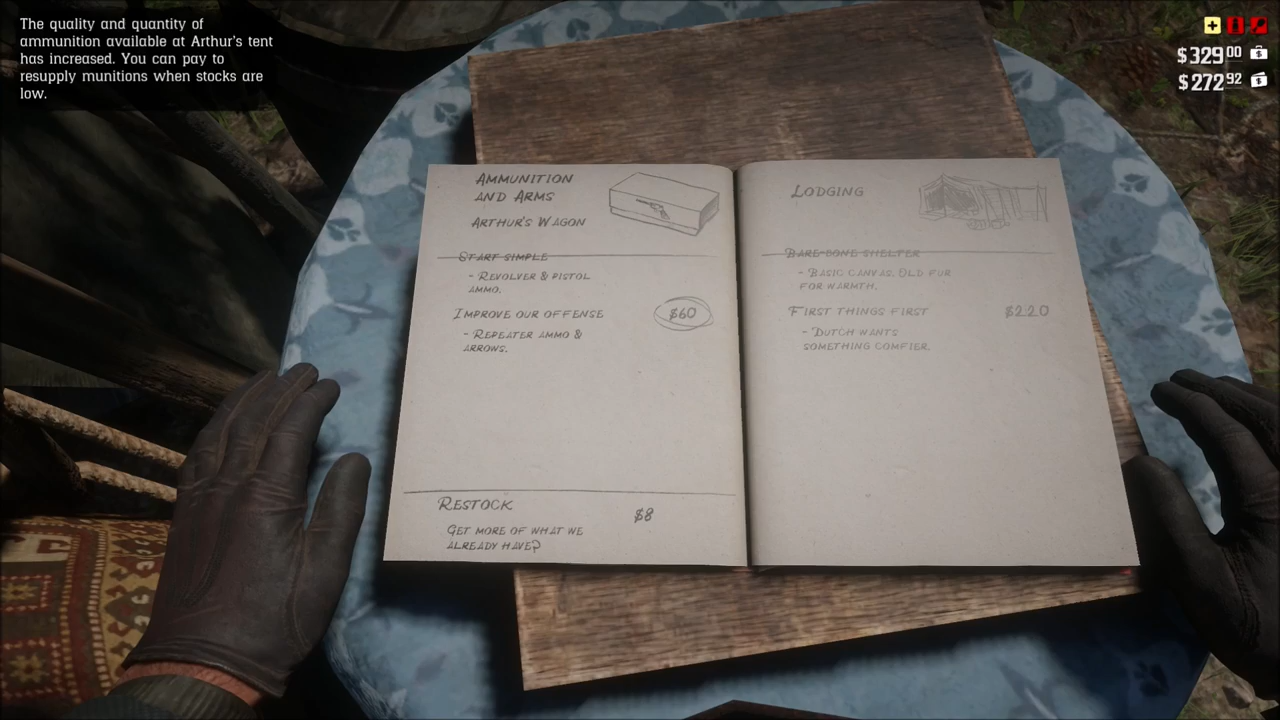 The quality and quantity of
ammunition available at Arthur's tent
has increased. You can pay to
resupply munitions when stocks are
low.
$329 00
$272 92
AMMUNITION
AND ARMS
ARTHUR'S WAGON
START SIMPLE
- REVOLVER & PISTOL
AMMO.
IMPROVE OUR OFFENSE $60
- REPEATER AMMO &
ARROWS.
RESTOCK $8
GET MORE OF WHAT WE
ALREADY HAVE?
LODGING
BARE-BONE SHELTER
- BASIC CANVAS. OLD FUR
FOR WARMTH.
FIRST THINGS FIRST $220
- DUTCH WANTS
SOMETHING COMFIER.